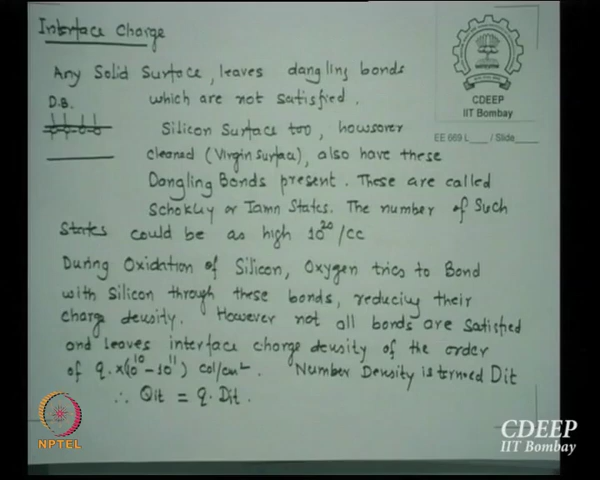 Interface Charge
Any Solid Surface, leaves dangling bonds
D.B. which are not satisfied.
Silicon Surface too, howsoever
cleaned (Virgin Surface), also have these
Dangling Bonds present. These are called
Schokley or Tamn States. The number of Such
States could be as high 10²⁰/cc
During Oxidation of Silicon, Oxygen tries to Bond
with Silicon through these bonds, reducing their
charge density. However not all bonds are satisfied
and leaves interface charge density of the order
of q.×(10¹⁰–10¹¹) col/cm². Number Density is termed Dit
∴ Qit = q. Dit.
CDEEP
IIT Bombay
EE 669 L___ / Slide___
NPTEL
CDEEP
IIT Bombay